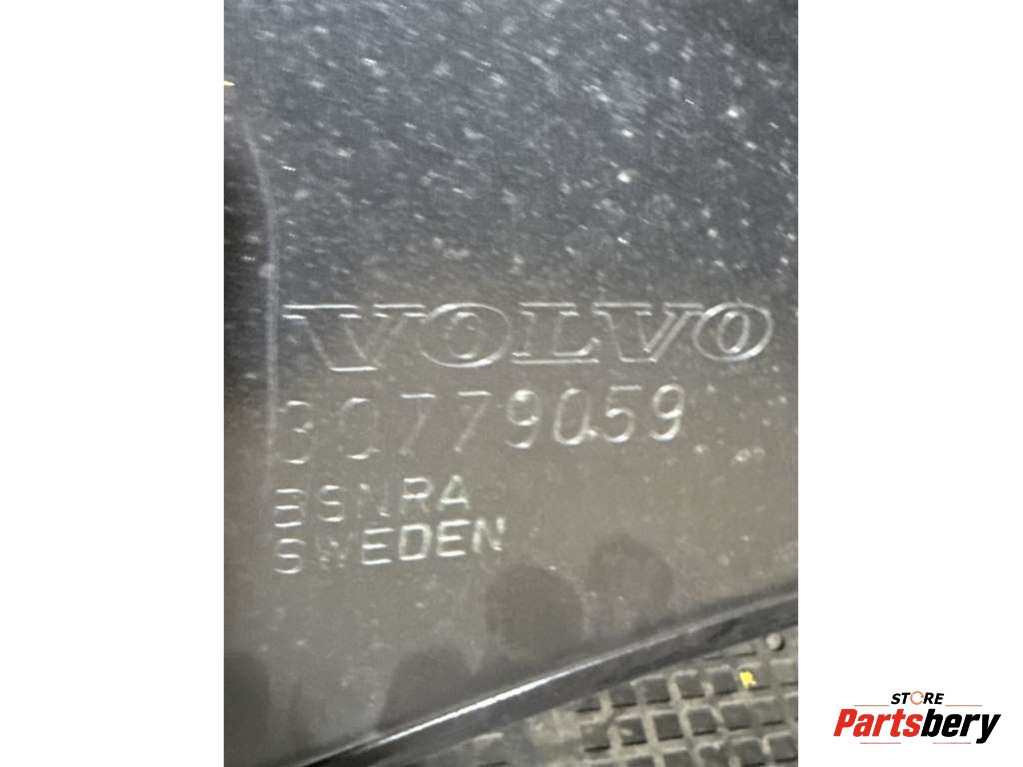 VOLVO
30779059
BSNRA
SWEDEN
STORE
Partsbery